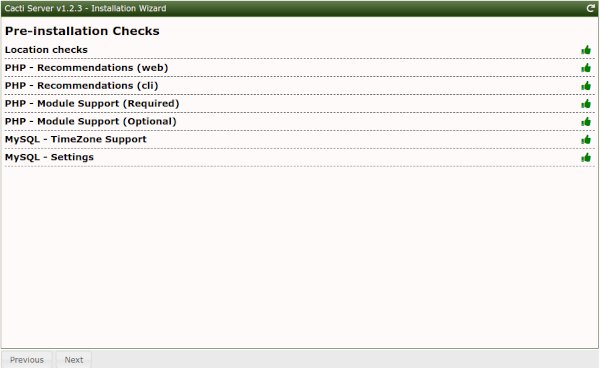 Cacti Server v1.2.3 - Installation Wizard
Pre-installation Checks
Location checks
PHP - Recommendations (web)
PHP - Recommendations (cli)
PHP - Module Support (Required)
PHP - Module Support (Optional)
MySQL - TimeZone Support
MySQL - Settings
Previous Next